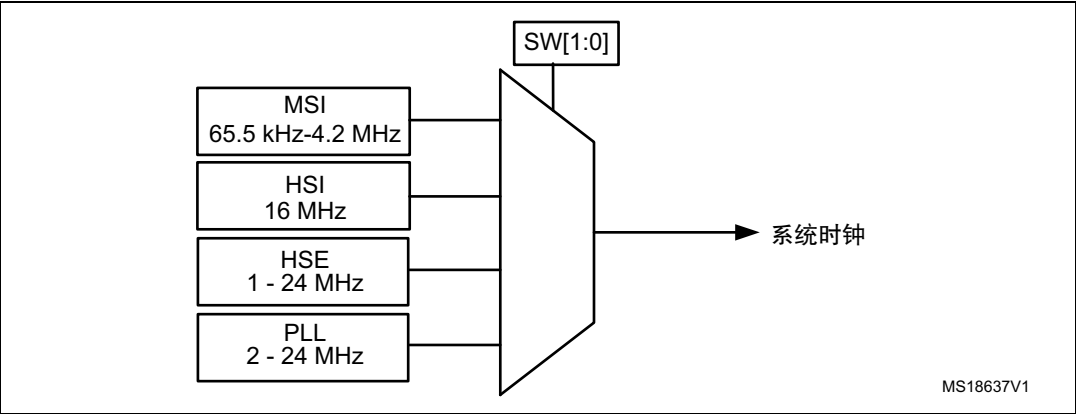 SW[1:0]
MSI
65.5 kHz-4.2 MHz
HSI
16 MHz
HSE
1 - 24 MHz
PLL
2 - 24 MHz
系统时钟
MS18637V1